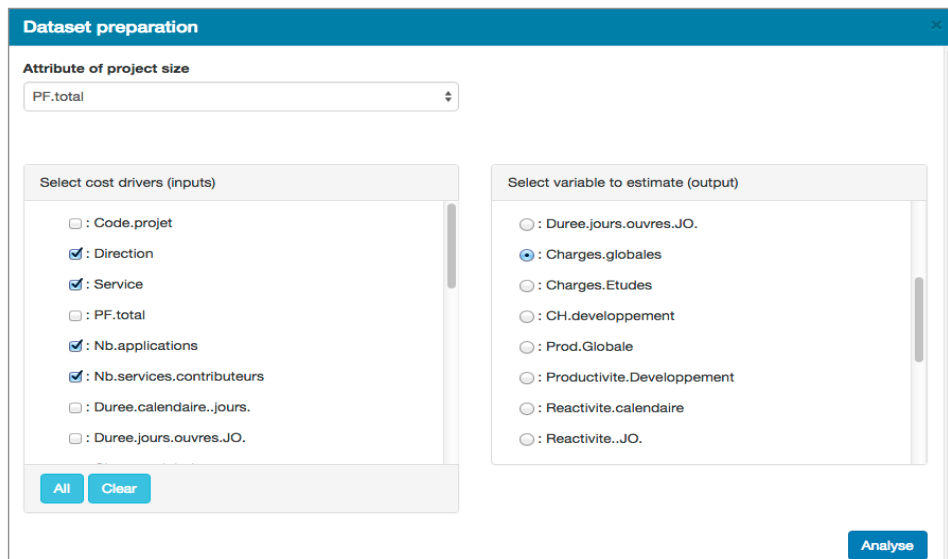 Dataset preparation
×
Attribute of project size
PF.total
Select cost drivers (inputs)
: Code.projet
: Direction
: Service
: PF.total
: Nb.applications
: Nb.services.contributeurs
: Duree.calendaire..jours.
: Duree.jours.ouvres.JO.
All
Clear
Select variable to estimate (output)
: Duree.jours.ouvres.JO.
: Charges.globales
: Charges.Etudes
: CH.developpement
: Prod.Globale
: Productivite.Developpement
: Reactivite.calendaire
: Reactivite..JO.
Analyse